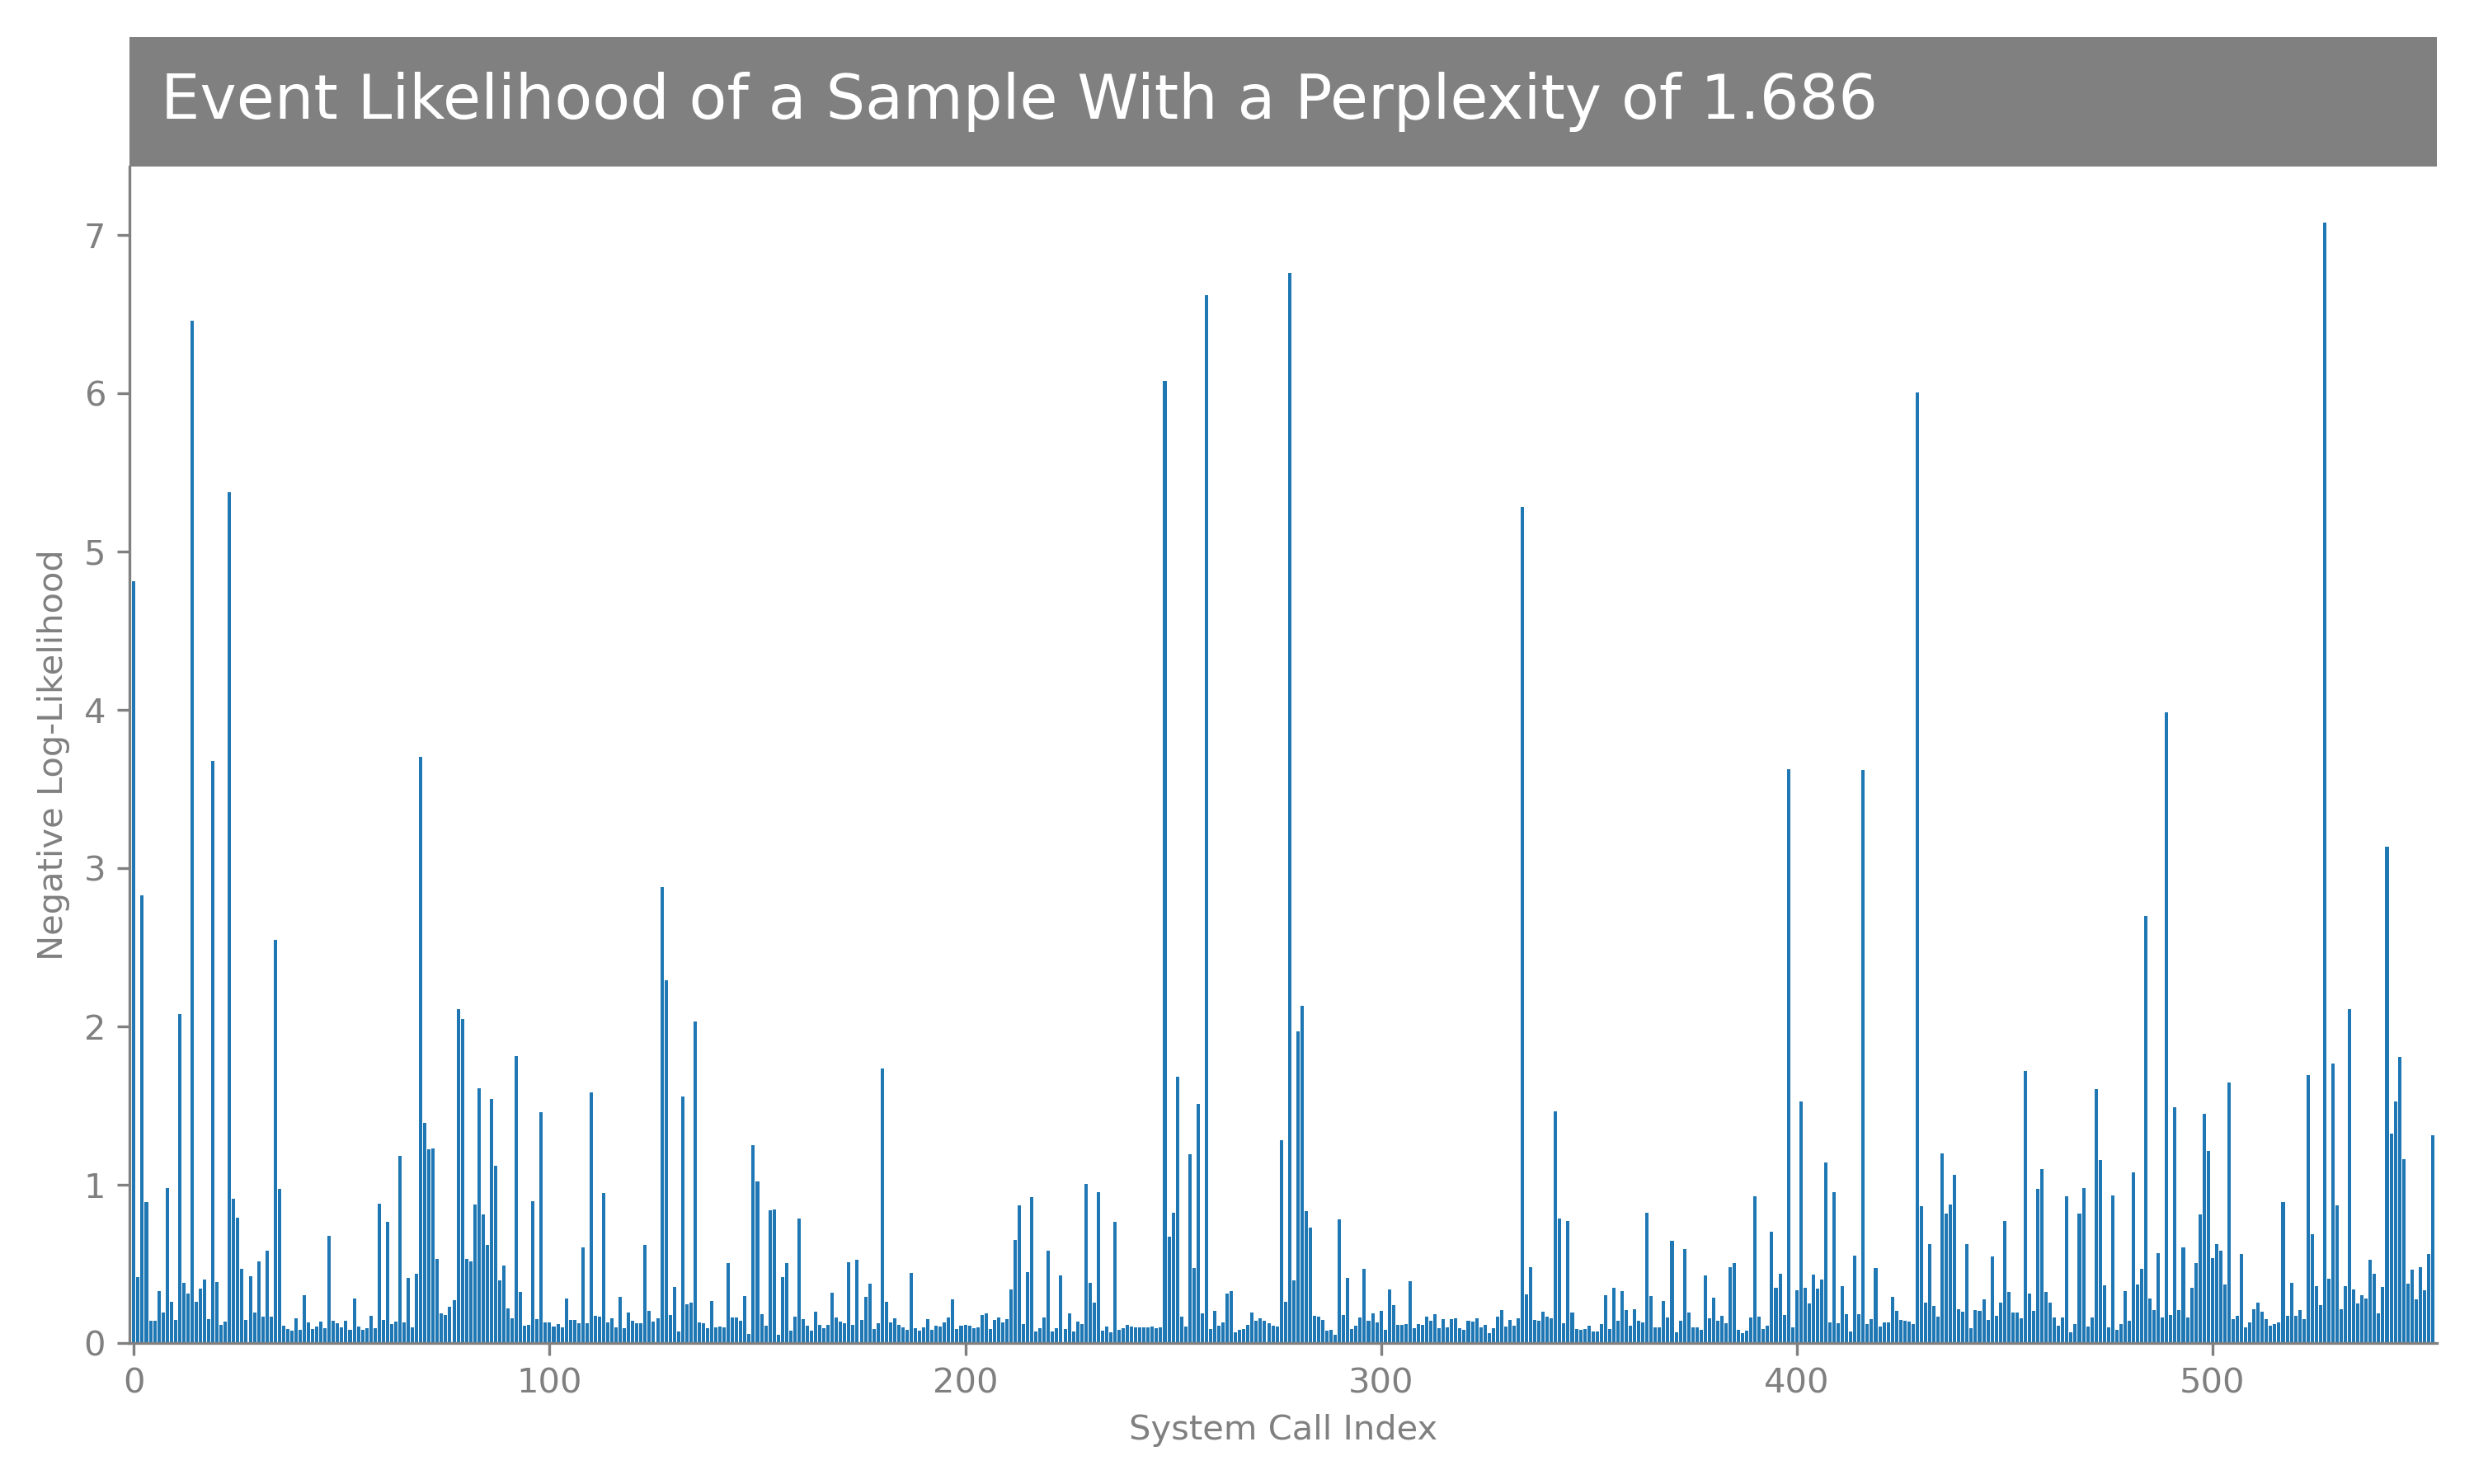 Event Likelihood of a Sample With a Perplexity of 1.686
7
6
5
4
3
2
1
0
Negative Log-Likelihood
0 100 200 300 400 500
System Call Index